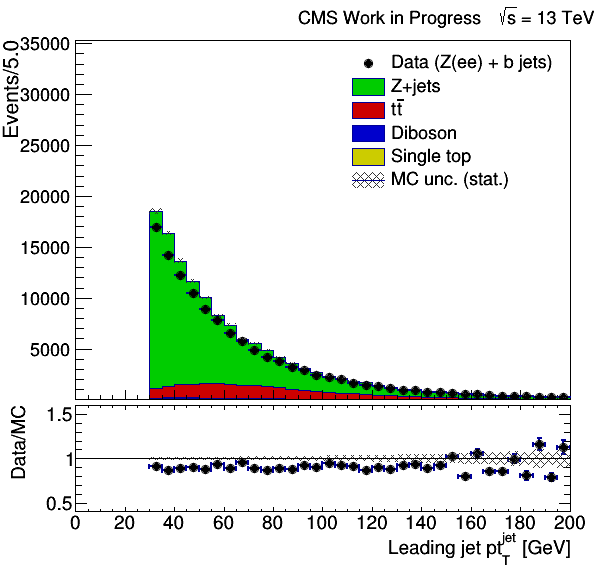 CMS Work in Progress √s = 13 TeV
Events/5.0
35000
30000
25000
20000
15000
10000
5000
Data (Z(ee) + b jets)
Z+jets
tt̅
Diboson
Single top
MC unc. (stat.)
Data/MC
1.5
1
0.5
0 20 40 60 80 100 120 140 160 180 200
Leading jet pt_T^jet [GeV]